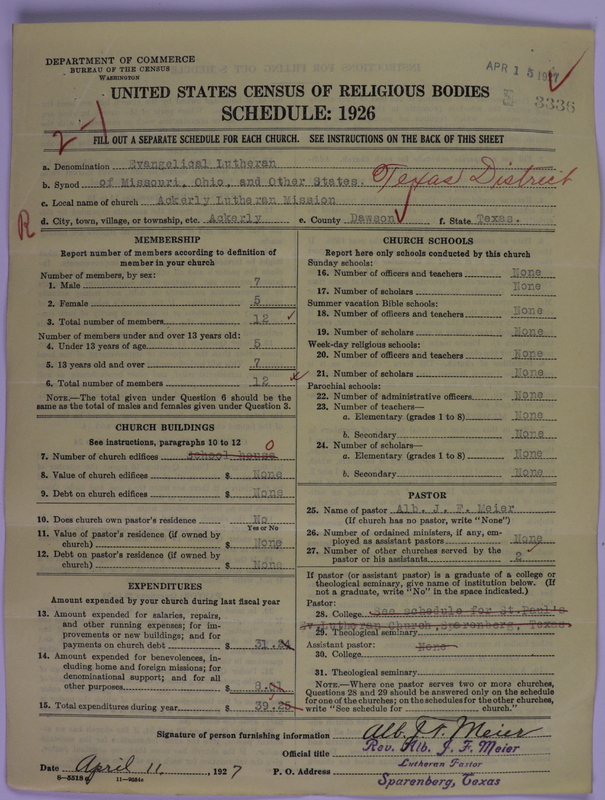 DEPARTMENT OF COMMERCE
BUREAU OF THE CENSUS
WASHINGTON
APR 15 1927
3336
UNITED STATES CENSUS OF RELIGIOUS BODIES
SCHEDULE: 1926
2-1
FILL OUT A SEPARATE SCHEDULE FOR EACH CHURCH. SEE INSTRUCTIONS ON THE BACK OF THIS SHEET
a. Denomination Evangelical Lutheran
b. Synod of Missouri, Ohio, and Other States. Texas District
c. Local name of church Ackerly Lutheran Mission
R
d. City, town, village, or township, etc. Ackerly e. County Dawson f. State Texas.
MEMBERSHIP
Report number of members according to definition of
member in your church
Number of members, by sex:
1. Male 7
2. Female 5
3. Total number of members 12
Number of members under and over 13 years old:
4. Under 13 years of age 5
5. 13 years old and over 7
6. Total number of members 12
NOTE.—The total given under Question 6 should be
same as the total of males and females given under Question 3.
CHURCH BUILDINGS
See instructions, paragraphs 10 to 12
7. Number of church edifices School house 0
8. Value of church edifices $ None
9. Debt on church edifices $ None
10. Does church own pastor's residence No
Yes or No
11. Value of pastor's residence (if owned by
church) $ None
12. Debt on pastor's residence (if owned by
church) $ None
EXPENDITURES
Amount expended by your church during last fiscal year
13. Amount expended for salaries, repairs,
and other running expenses; for im-
provements or new buildings; and for
payments on church debt $ 31.24
14. Amount expended for benevolences, in-
cluding home and foreign missions; for
denominational support; and for all
other purposes $
15. Total expenditures during year $ 39.25
CHURCH SCHOOLS
Report here only schools conducted by this church
Sunday schools:
16. Number of officers and teachers None
17. Number of scholars None
Summer vacation Bible schools:
18. Number of officers and teachers None
19. Number of scholars None
Week-day religious schools:
20. Number of officers and teachers None
21. Number of scholars None
Parochial schools:
22. Number of administrative officers None
23. Number of teachers—
a. Elementary (grades 1 to 8) None
b. Secondary None
24. Number of scholars—
a. Elementary (grades 1 to 8) None
b. Secondary None
PASTOR
25. Name of pastor Alb. J. F. Meier
(If church has no pastor, write "None")
26. Number of ordained ministers, if any, em-
ployed as assistant pastors None
27. Number of other churches served by the
pastor or his assistants 2
If pastor (or assistant pastor) is a graduate of a college or
theological seminary, give name of institution below. (If
not a graduate, write "No" in the space indicated.)
Pastor:
28. College See schedule for St. Paul's
Ev. Lutheran Church, Sparenberg, Texas.
29. Theological seminary
Assistant pastor: None
30. College
31. Theological seminary
NOTE.—Where one pastor serves two or more churches,
Questions 28 and 29 should be answered only on the schedule
for one of the churches; on the schedules for the other churches,
write "See schedule for church."
Signature of person furnishing information Alb. J. F. Meier
Official title Rev. Alb. J. F. Meier
Lutheran Pastor
Date April 11, 1927 P. O. Address Sparenberg, Texas